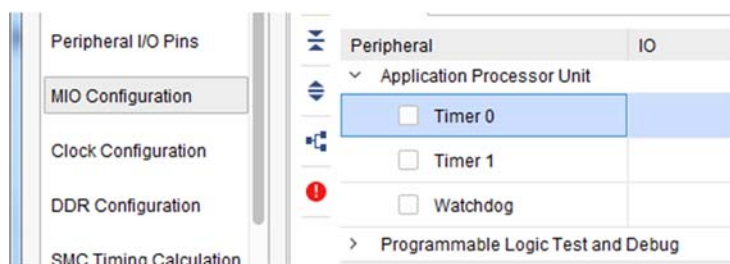 Peripheral I/O Pins
MIO Configuration
Clock Configuration
DDR Configuration
SMC Timing Calculation
Peripheral IO
Application Processor Unit
Timer 0
Timer 1
Watchdog
Programmable Logic Test and Debug